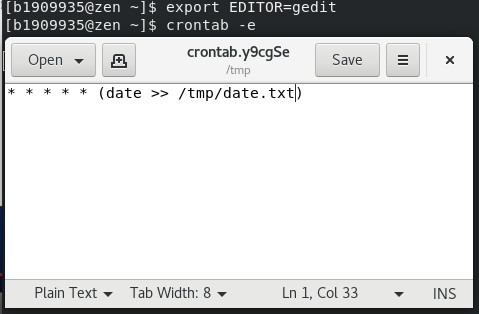 [b1909935@zen ~]$ export EDITOR=gedit
[b1909935@zen ~]$ crontab -e
Open
crontab.y9cgSe
/tmp
Save
* * * * * (date >> /tmp/date.txt)
Plain Text
Tab Width: 8
Ln 1, Col 33
INS